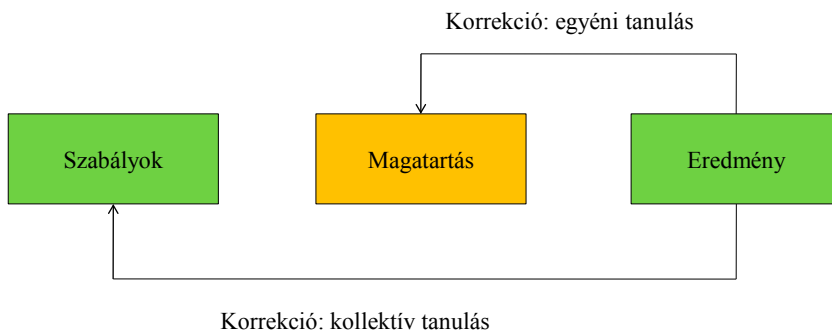 Korrekció: egyéni tanulás
Szabályok
Magatartás
Eredmény
Korrekció: kollektív tanulás